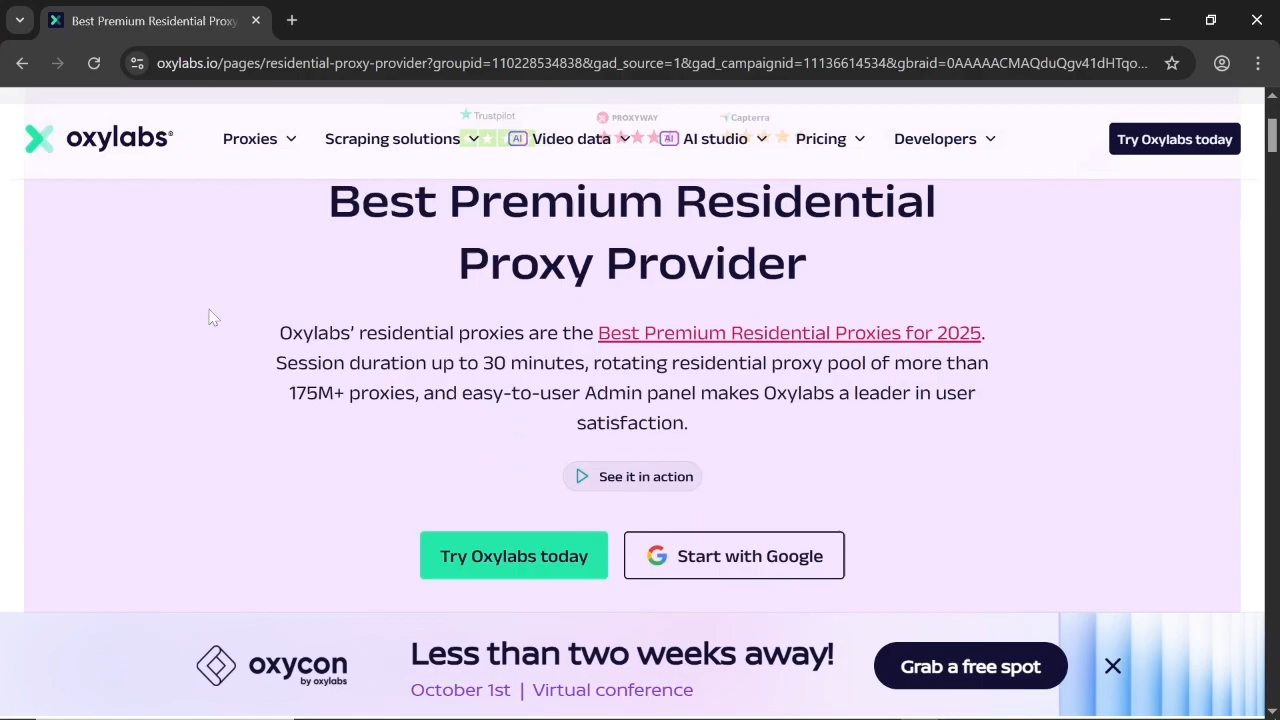 Best Premium Residential Proxy
oxylabs.io/pages/residential-proxy-provider?groupid=110228534838&gad_source=1&gad_campaignid=11136614534&gbraid=0AAAAACMAQduQgv41dHTqo...
Trustpilot
PROXYWAY
Capterra
oxylabs®
Proxies
Scraping solutions
AI Video data
AI AI studio
Pricing
Developers
Try Oxylabs today
Best Premium Residential
Proxy Provider
Oxylabs’ residential proxies are the Best Premium Residential Proxies for 2025.
Session duration up to 30 minutes, rotating residential proxy pool of more than
175M+ proxies, and easy-to-user Admin panel makes Oxylabs a leader in user
satisfaction.
See it in action
Try Oxylabs today
Start with Google
oxycon
by oxylabs
Less than two weeks away!
October 1st | Virtual conference
Grab a free spot